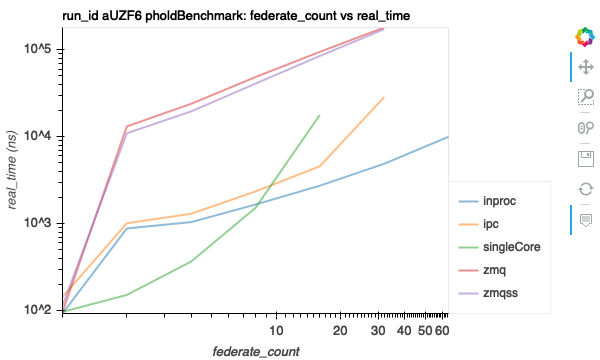 run_id aUZF6 pholdBenchmark: federate_count vs real_time
real_time (ns)
10^5
10^4
10^3
10^2
10
20
30
40
50
60
federate_count
inproc
ipc
singleCore
zmq
zmqss